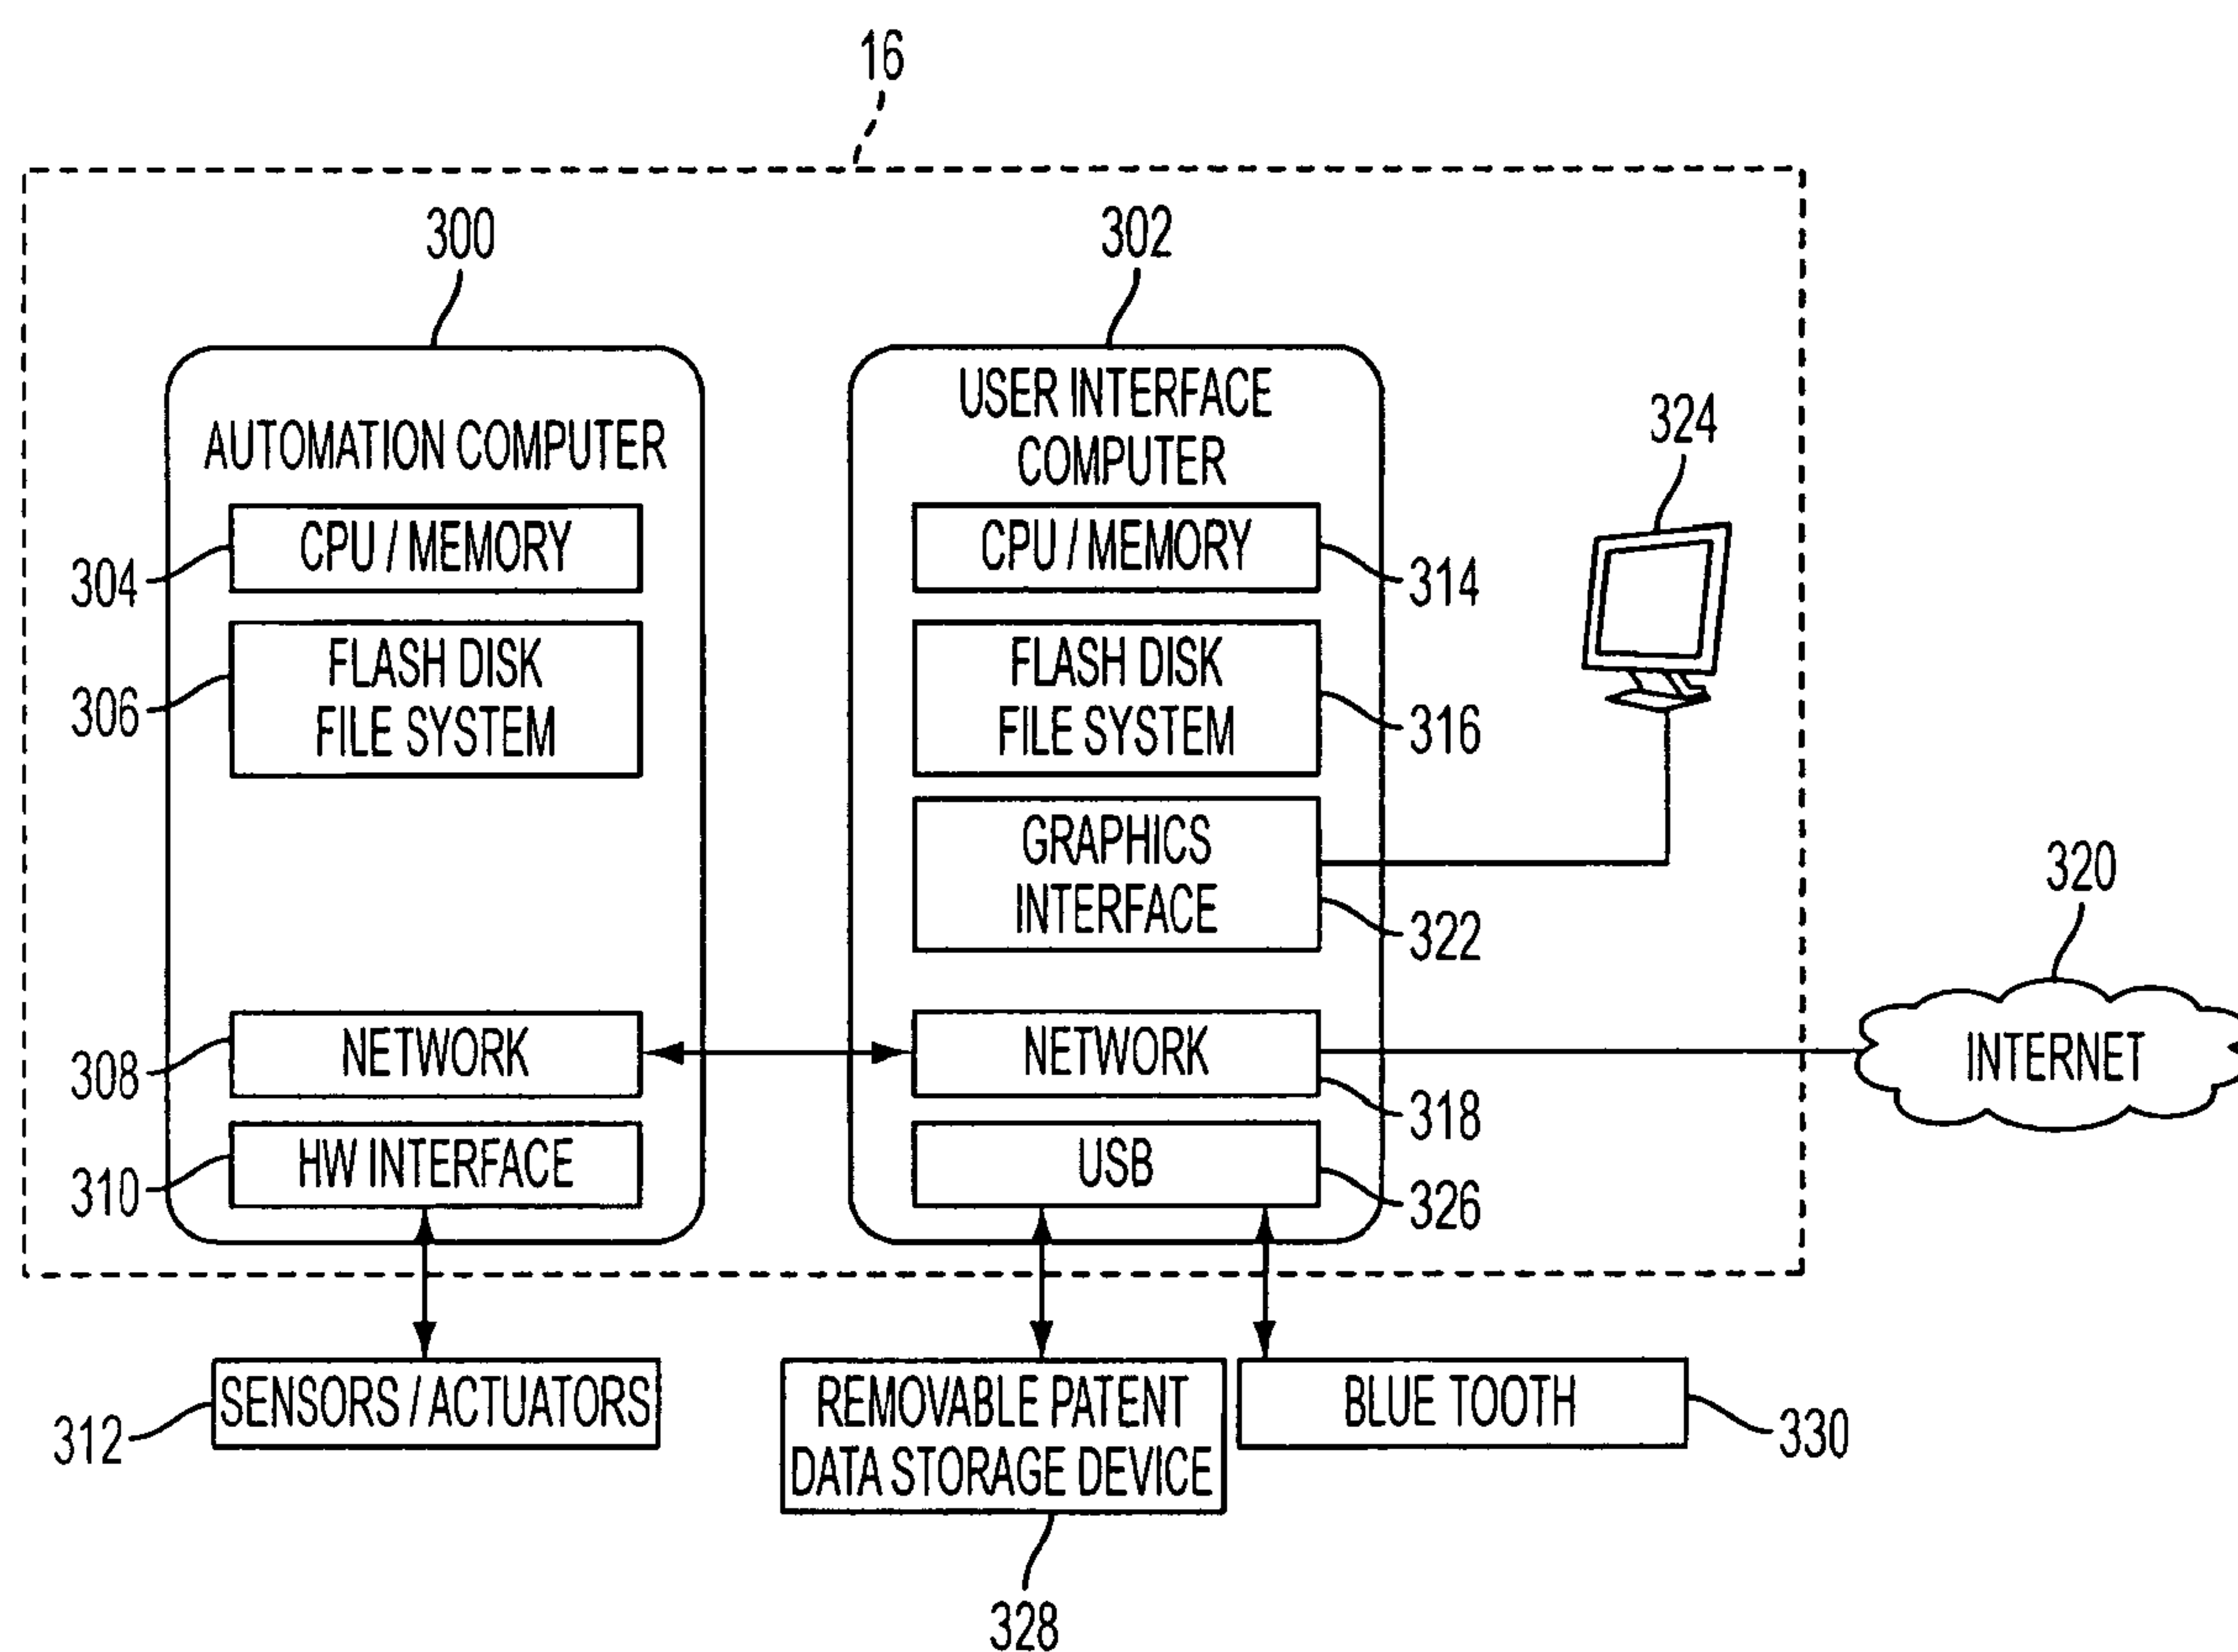 16
300
302
AUTOMATION COMPUTER
USER INTERFACE
COMPUTER
324
CPU / MEMORY
CPU / MEMORY
304
314
FLASH DISK
FILE SYSTEM
FLASH DISK
FILE SYSTEM
306
316
GRAPHICS
INTERFACE
322
320
NETWORK
NETWORK
INTERNET
308
318
HW INTERFACE
USB
310
326
SENSORS / ACTUATORS
REMOVABLE PATENT
DATA STORAGE DEVICE
BLUE TOOTH
312
330
328